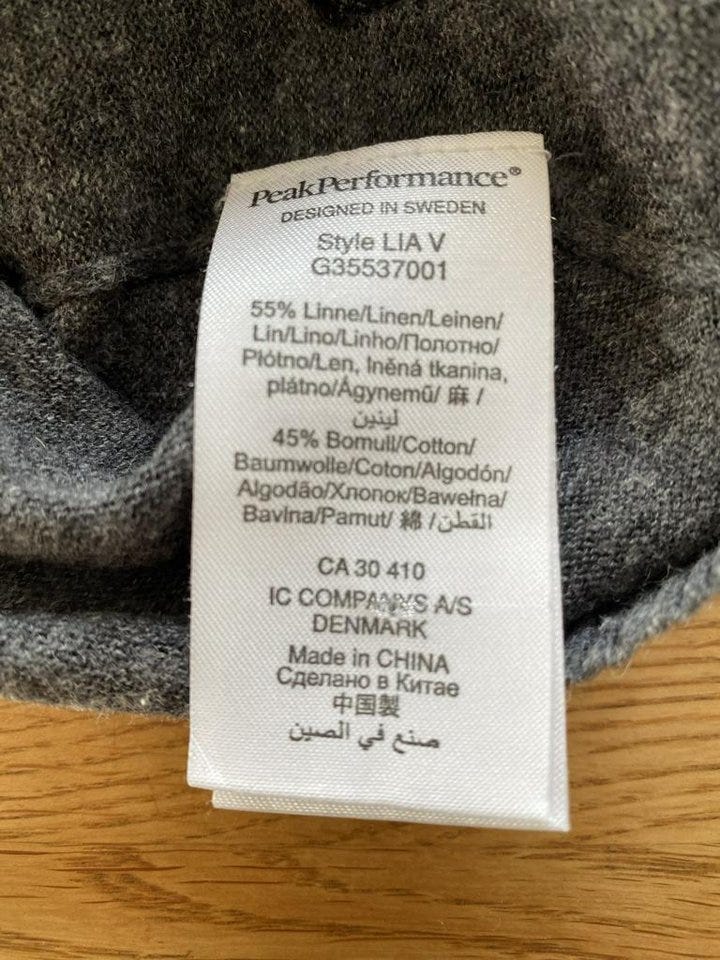 PeakPerformance®
DESIGNED IN SWEDEN
Style LIA V
G35537001
55% Linne/Linen/Leinen/
Lin/Lino/Linho/Полотно/
Płótno/Len, lněná tkanina,
plátno/Ágynemű/ 麻 /
لينين
45% Bomull/Cotton/
Baumwolle/Coton/Algodón/
Algodão/Хлопок/Bawełna/
Bavlna/Pamut/ 綿 /القطن
CA 30 410
IC COMPANYS A/S
DENMARK
Made in CHINA
Сделано в Китае
中国製
صنع في الصين